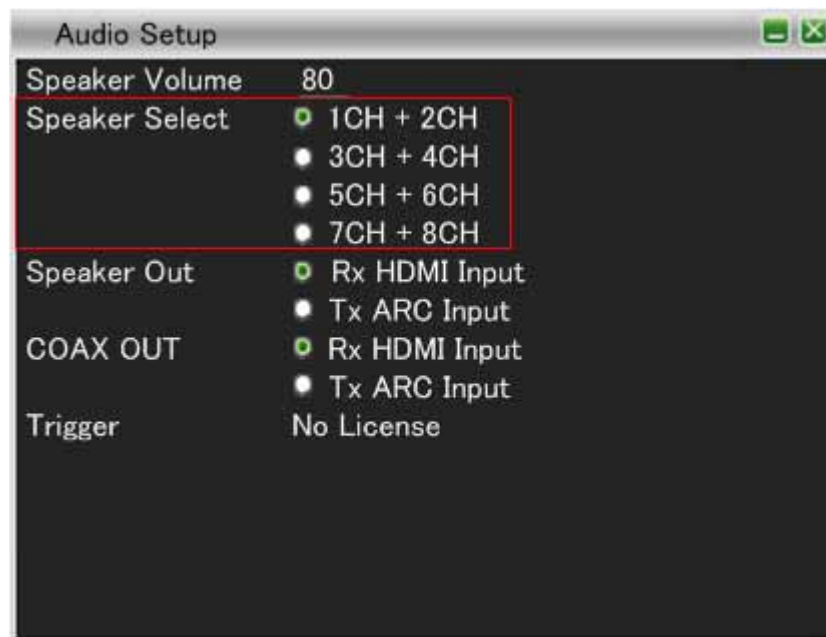 Audio Setup
Speaker Volume 80
Speaker Select 1CH + 2CH
3CH + 4CH
5CH + 6CH
7CH + 8CH
Speaker Out Rx HDMI Input
Tx ARC Input
COAX OUT Rx HDMI Input
Tx ARC Input
Trigger No License